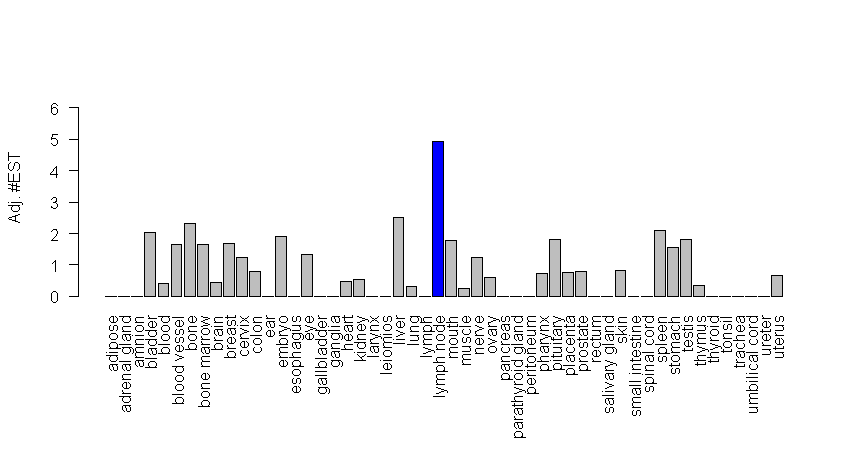 Adj. #EST
6
5
4
3
2
1
0
adipose
adrenal gland
amnion
bladder
blood
blood vessel
bone
bone marrow
brain
breast
cervix
colon
ear
embryo
esophagus
eye
gallbladder
ganglia
heart
kidney
larynx
leiomios
liver
lung
lymph
lymph node
mouth
muscle
nerve
ovary
pancreas
parathyroid gland
peritoneum
pharynx
pituitary
placenta
prostate
rectum
salivary gland
skin
small intestine
spinal cord
spleen
stomach
testis
thymus
thyroid
tonsil
trachea
umbilical cord
ureter
uterus